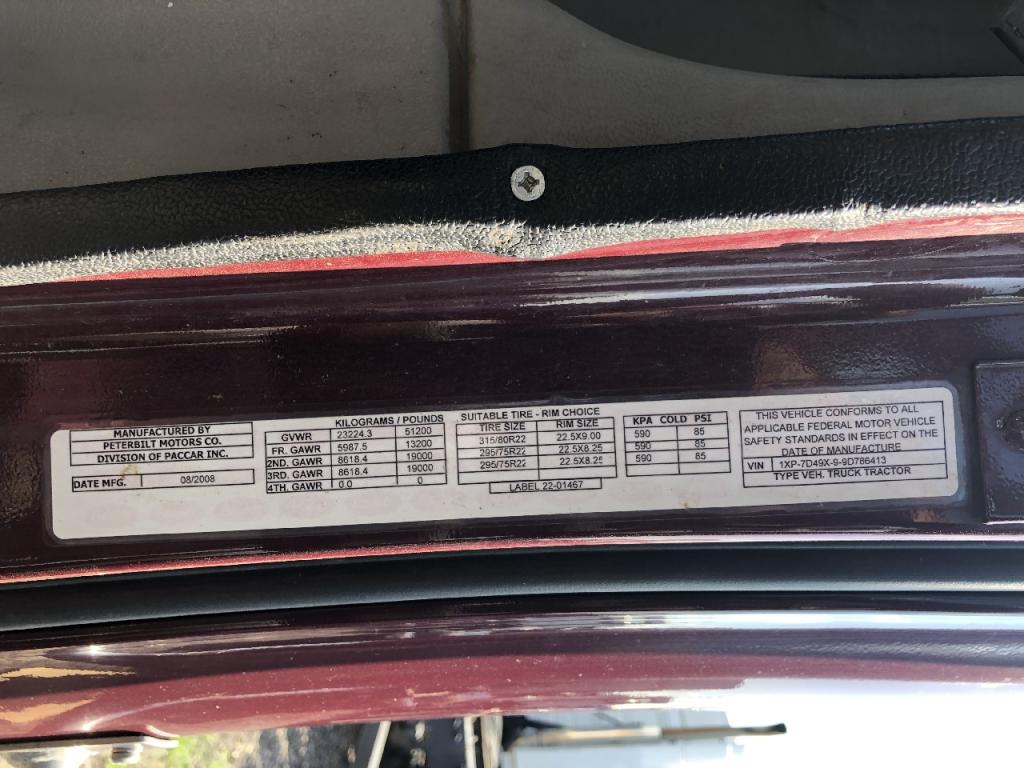 MANUFACTURED BY
PETERBILT MOTORS CO.
DIVISION OF PACCAR INC.
DATE MFG. 08/2008
KILOGRAMS / POUNDS
GVWR 23224.3 51200
FR. GAWR 5987.5 13200
2ND. GAWR 8618.4 19000
3RD. GAWR 8618.4 19000
4TH. GAWR 0.0 0
SUITABLE TIRE - RIM CHOICE
TIRE SIZE RIM SIZE
315/80R22 22.5X9.00
295/75R22 22.5X8.25
295/75R22 22.5X8.25
LABEL 22-01467
KPA COLD PSI
590 85
590 85
590 85
THIS VEHICLE CONFORMS TO ALL
APPLICABLE FEDERAL MOTOR VEHICLE
SAFETY STANDARDS IN EFFECT ON THE
DATE OF MANUFACTURE
VIN 1XP-7D49X-9-9D786413
TYPE VEH. TRUCK TRACTOR